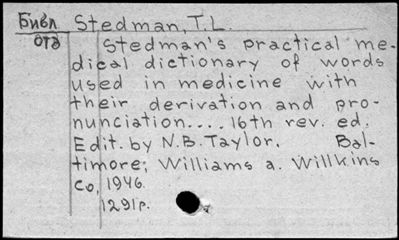 Библ Stedman, T.L.
отд Stedman's practical me-
dical dictionary of words
used in medicine with
their derivation and pro-
nunciation.... 16th rev. ed.
Edit. by N.B. Taylor. Bal-
timore; Williams a. Willkins
Co, 1946.
1291p.